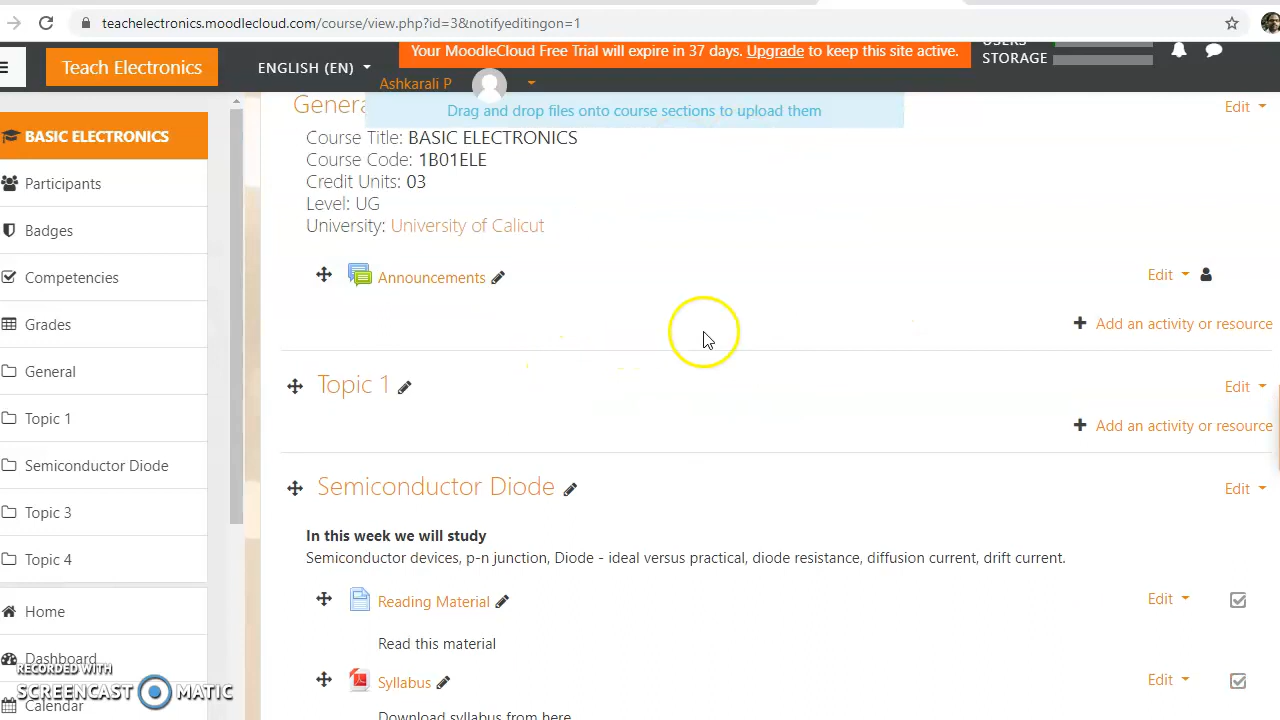 teachelectronics.moodlecloud.com/course/view.php?id=3&notifyeditingon=1
Your MoodleCloud Free Trial will expire in 37 days. Upgrade to keep this site active.
USERS
STORAGE
Teach Electronics
ENGLISH (EN)
Ashkarali P
Drag and drop files onto course sections to upload them
BASIC ELECTRONICS
Participants
Badges
Competencies
Grades
General
Topic 1
Semiconductor Diode
Topic 3
Topic 4
Home
Dashboard
Calendar
General
Edit
Course Title: BASIC ELECTRONICS
Course Code: 1B01ELE
Credit Units: 03
Level: UG
University: University of Calicut
Announcements
Edit
Add an activity or resource
Topic 1
Edit
Add an activity or resource
Semiconductor Diode
Edit
In this week we will study
Semiconductor devices, p-n junction, Diode - ideal versus practical, diode resistance, diffusion current, drift current.
Reading Material
Edit
Read this material
Syllabus
Edit
Download syllabus from here
RECORDED WITH
SCREENCAST MATIC